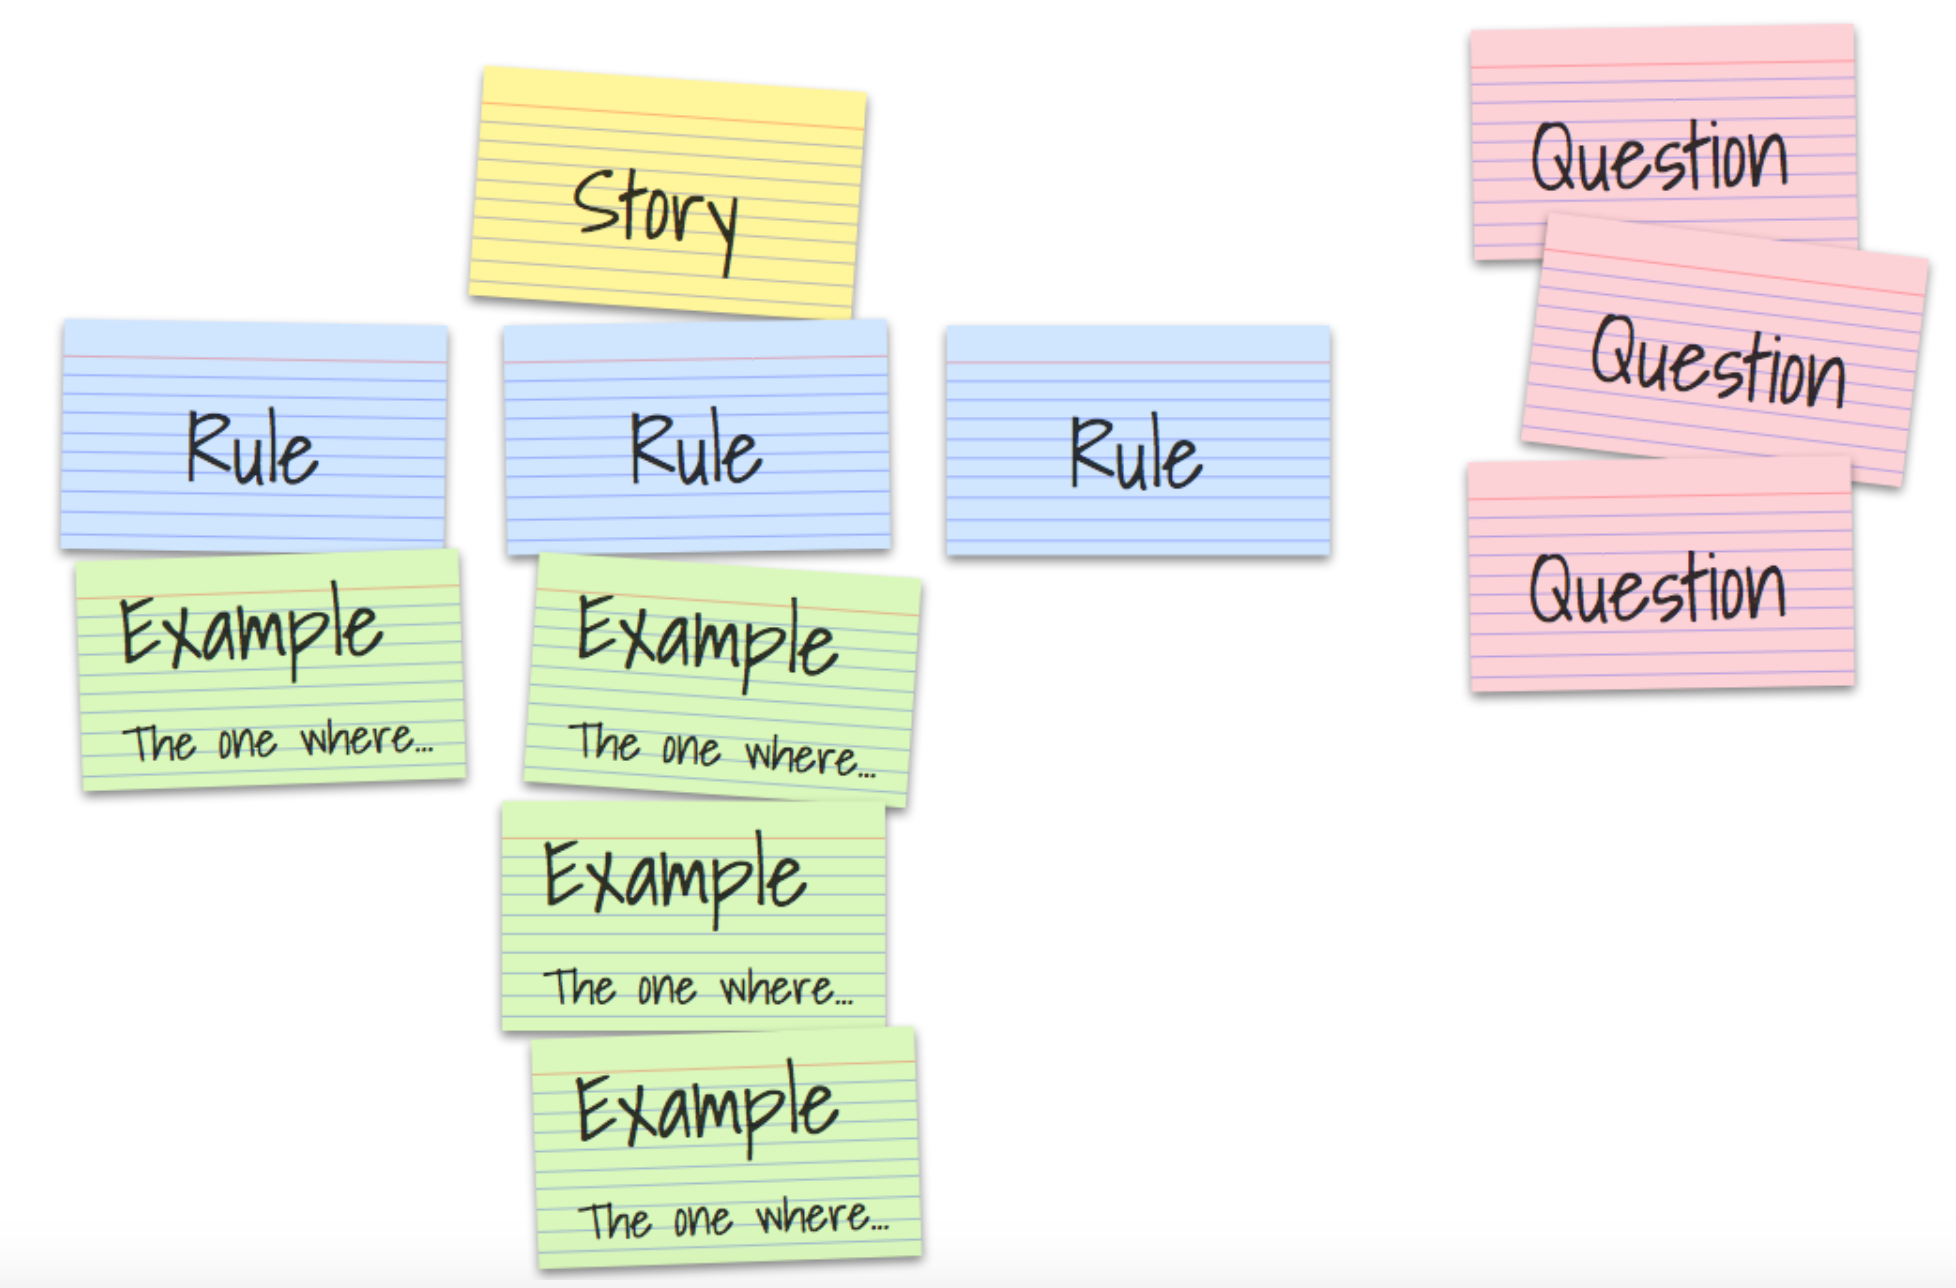 Story
Rule
Rule
Rule
Example
The one where...
Example
The one where...
Example
The one where...
Example
The one where...
Question
Question
Question